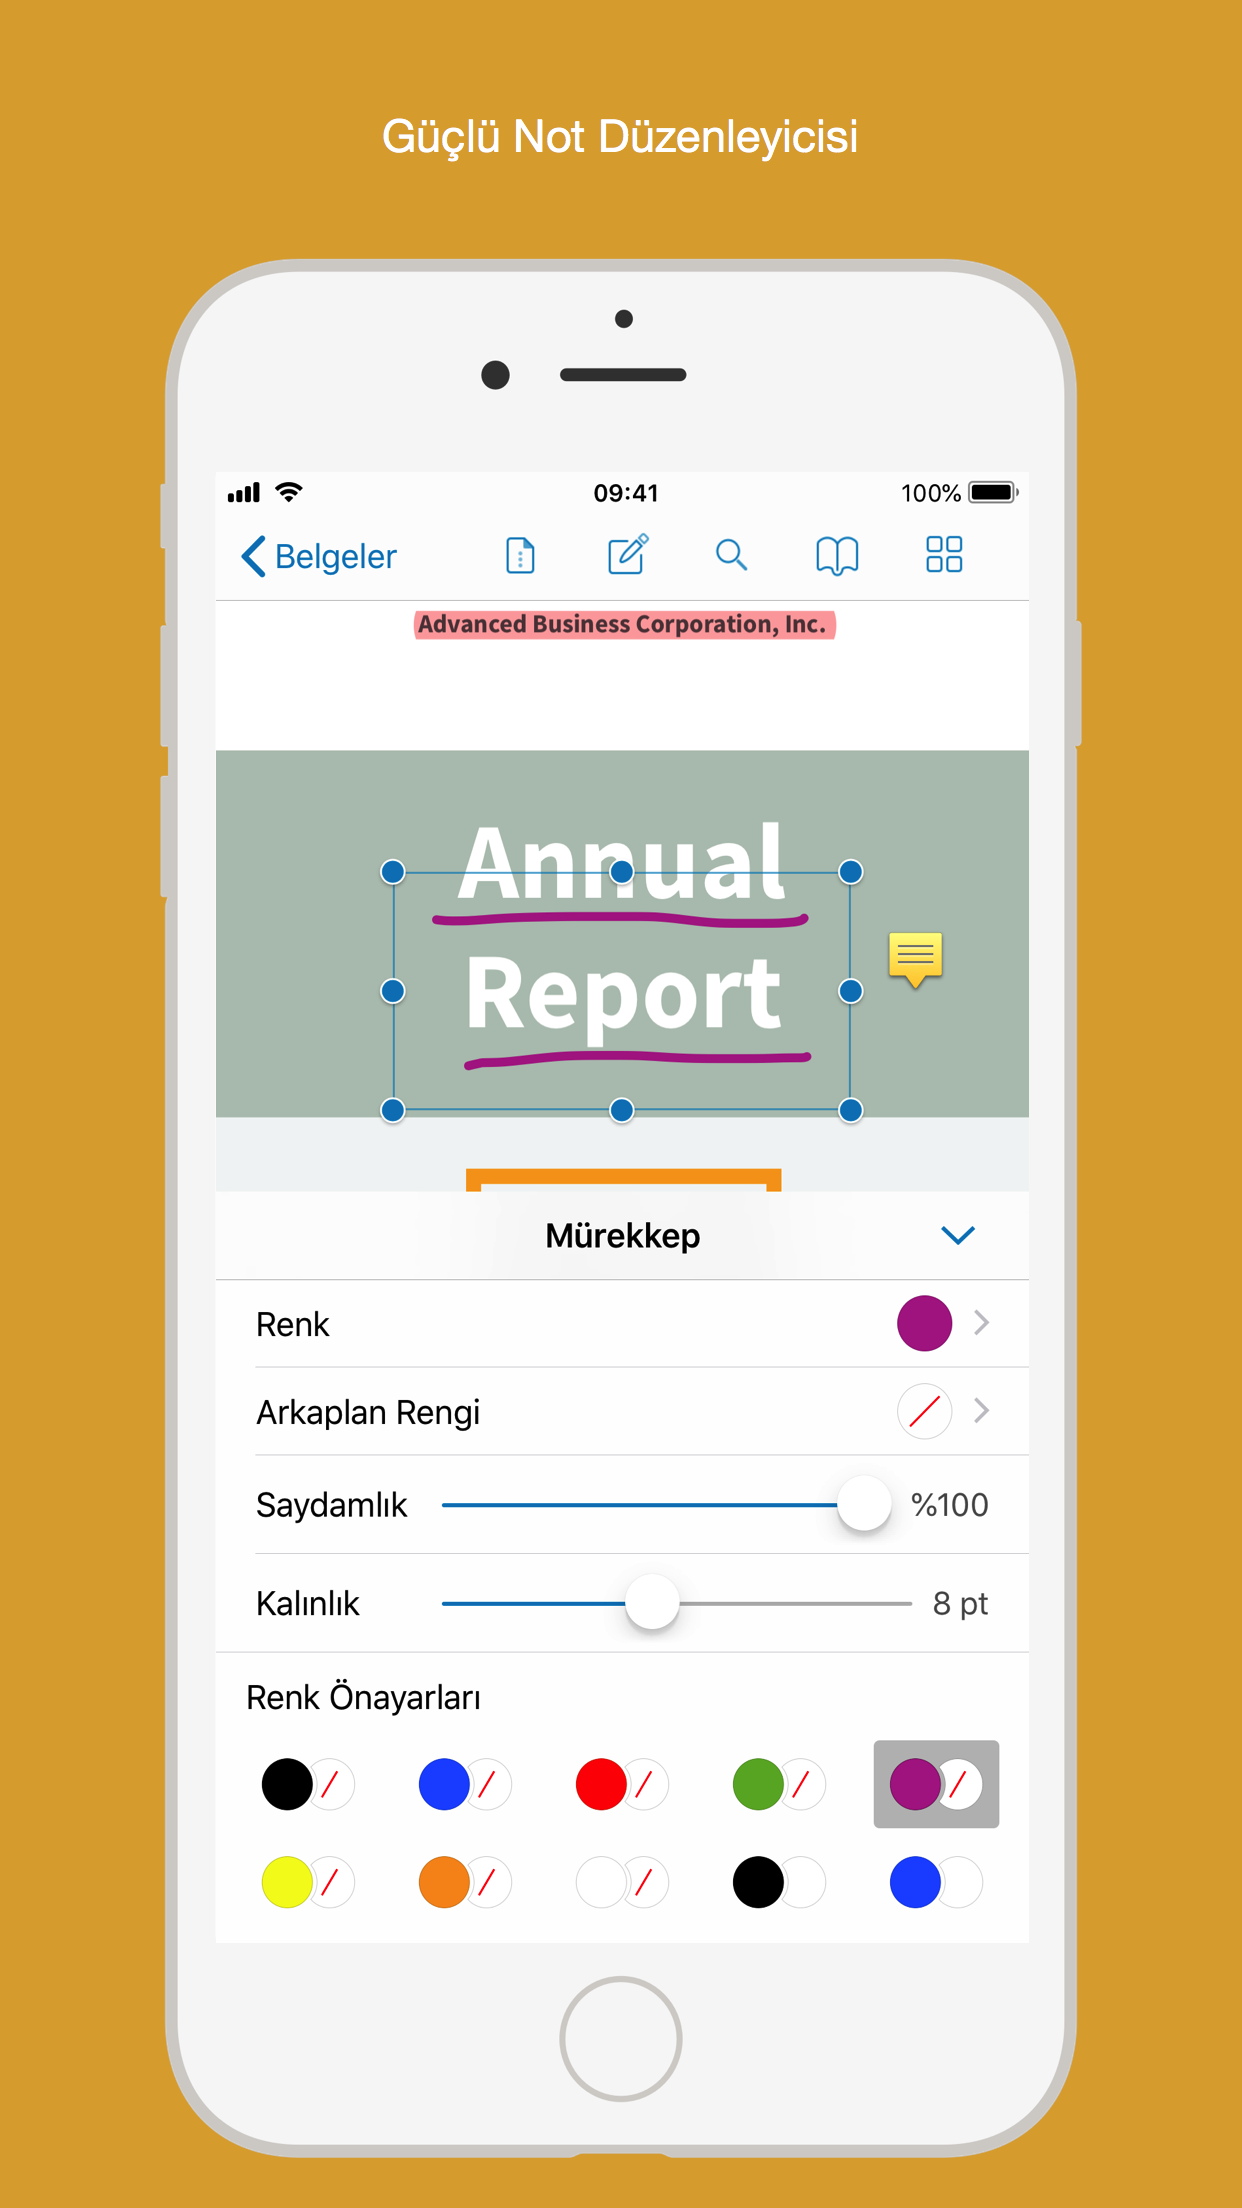 Güçlü Not Düzenleyicisi
09:41
100%
Belgeler
Advanced Business Corporation, Inc.
Annual
Report
Mürekkep
Renk
Arkaplan Rengi
Saydamlık %100
Kalınlık 8 pt
Renk Önayarları